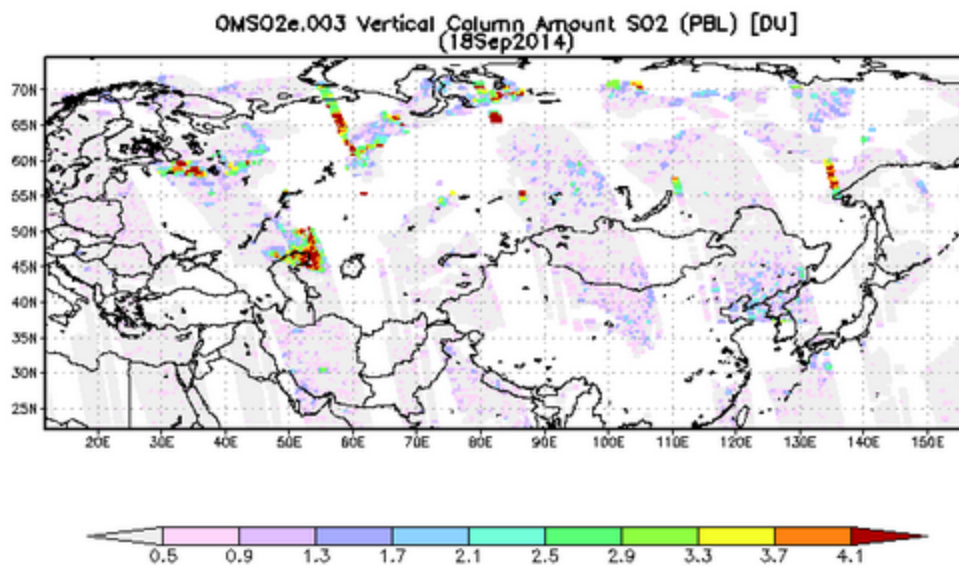 OMSO2e.003 Vertical Column Amount SO2 (PBL) [DU]
(18Sep2014)
70N
65N
60N
55N
50N
45N
40N
35N
30N
25N
20E 30E 40E 50E 60E 70E 80E 90E 100E 110E 120E 130E 140E 150E
0.5 0.9 1.3 1.7 2.1 2.5 2.9 3.3 3.7 4.1